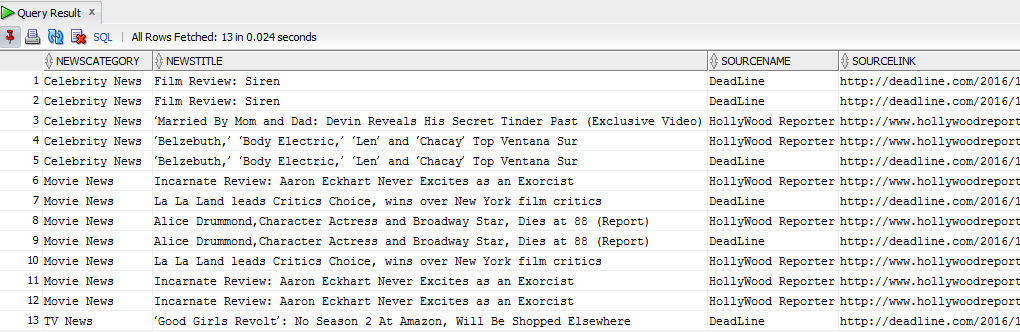 Query Result x
SQL | All Rows Fetched: 13 in 0.024 seconds
NEWSCATEGORY NEWSTITLE SOURCENAME SOURCELINK
1 Celebrity News Film Review: Siren DeadLine http://deadline.com/2016/1
2 Celebrity News Film Review: Siren DeadLine http://deadline.com/2016/1
3 Celebrity News ‘Married By Mom and Dad: Devin Reveals His Secret Tinder Past (Exclusive Video) HollyWood Reporter http://www.hollywoodreport
4 Celebrity News ‘Belzebuth,’ ‘Body Electric,’ ‘Len’ and ‘Chacay’ Top Ventana Sur HollyWood Reporter http://www.hollywoodreport
5 Celebrity News ‘Belzebuth,’ ‘Body Electric,’ ‘Len’ and ‘Chacay’ Top Ventana Sur DeadLine http://deadline.com/2016/1
6 Movie News Incarnate Review: Aaron Eckhart Never Excites as an Exorcist HollyWood Reporter http://www.hollywoodreport
7 Movie News La La Land leads Critics Choice, wins over New York film critics DeadLine http://deadline.com/2016/1
8 Movie News Alice Drummond,Character Actress and Broadway Star, Dies at 88 (Report) HollyWood Reporter http://www.hollywoodreport
9 Movie News Alice Drummond,Character Actress and Broadway Star, Dies at 88 (Report) DeadLine http://deadline.com/2016/1
10 Movie News La La Land leads Critics Choice, wins over New York film critics HollyWood Reporter http://www.hollywoodreport
11 Movie News Incarnate Review: Aaron Eckhart Never Excites as an Exorcist HollyWood Reporter http://www.hollywoodreport
12 Movie News Incarnate Review: Aaron Eckhart Never Excites as an Exorcist HollyWood Reporter http://www.hollywoodreport
13 TV News ‘Good Girls Revolt’: No Season 2 At Amazon, Will Be Shopped Elsewhere DeadLine http://deadline.com/2016/1